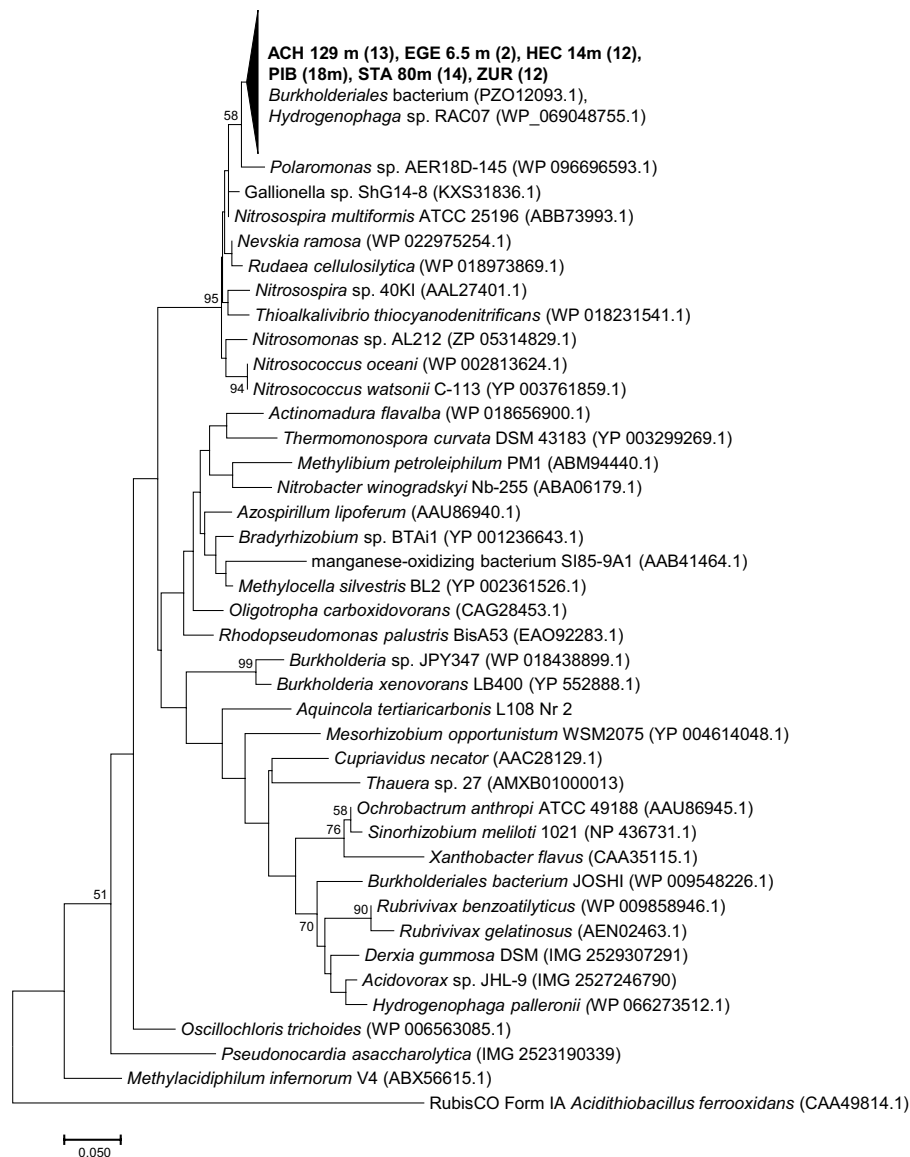 ACH 129 m (13), EGE 6.5 m (2), HEC 14m (12),
PIB (18m), STA 80m (14), ZUR (12)
Burkholderiales bacterium (PZO12093.1),
Hydrogenophaga sp. RAC07 (WP_069048755.1)
58
Polaromonas sp. AER18D-145 (WP 096696593.1)
Gallionella sp. ShG14-8 (KXS31836.1)
Nitrosospira multiformis ATCC 25196 (ABB73993.1)
Nevskia ramosa (WP 022975254.1)
Rudaea cellulosilytica (WP 018973869.1)
Nitrosospira sp. 40KI (AAL27401.1)
95
Thioalkalivibrio thiocyanodenitrificans (WP 018231541.1)
Nitrosomonas sp. AL212 (ZP 05314829.1)
Nitrosococcus oceani (WP 002813624.1)
94 Nitrosococcus watsonii C-113 (YP 003761859.1)
Actinomadura flavalba (WP 018656900.1)
Thermomonospora curvata DSM 43183 (YP 003299269.1)
Methylibium petroleiphilum PM1 (ABM94440.1)
Nitrobacter winogradskyi Nb-255 (ABA06179.1)
Azospirillum lipoferum (AAU86940.1)
Bradyrhizobium sp. BTAi1 (YP 001236643.1)
manganese-oxidizing bacterium SI85-9A1 (AAB41464.1)
Methylocella silvestris BL2 (YP 002361526.1)
Oligotropha carboxidovorans (CAG28453.1)
Rhodopseudomonas palustris BisA53 (EAO92283.1)
99 Burkholderia sp. JPY347 (WP 018438899.1)
Burkholderia xenovorans LB400 (YP 552888.1)
Aquincola tertiaricarbonis L108 Nr 2
Mesorhizobium opportunistum WSM2075 (YP 004614048.1)
Cupriavidus necator (AAC28129.1)
Thauera sp. 27 (AMXB01000013)
58 Ochrobactrum anthropi ATCC 49188 (AAU86945.1)
76 Sinorhizobium meliloti 1021 (NP 436731.1)
Xanthobacter flavus (CAA35115.1)
Burkholderiales bacterium JOSHI (WP 009548226.1)
51
90 Rubrivivax benzoatilyticus (WP 009858946.1)
70 Rubrivivax gelatinosus (AEN02463.1)
Derxia gummosa DSM (IMG 2529307291)
Acidovorax sp. JHL-9 (IMG 2527246790)
Hydrogenophaga palleronii (WP 066273512.1)
Oscillochloris trichoides (WP 006563085.1)
Pseudonocardia asaccharolytica (IMG 2523190339)
Methylacidiphilum infernorum V4 (ABX56615.1)
RubisCO Form IA Acidithiobacillus ferrooxidans (CAA49814.1)
0.050